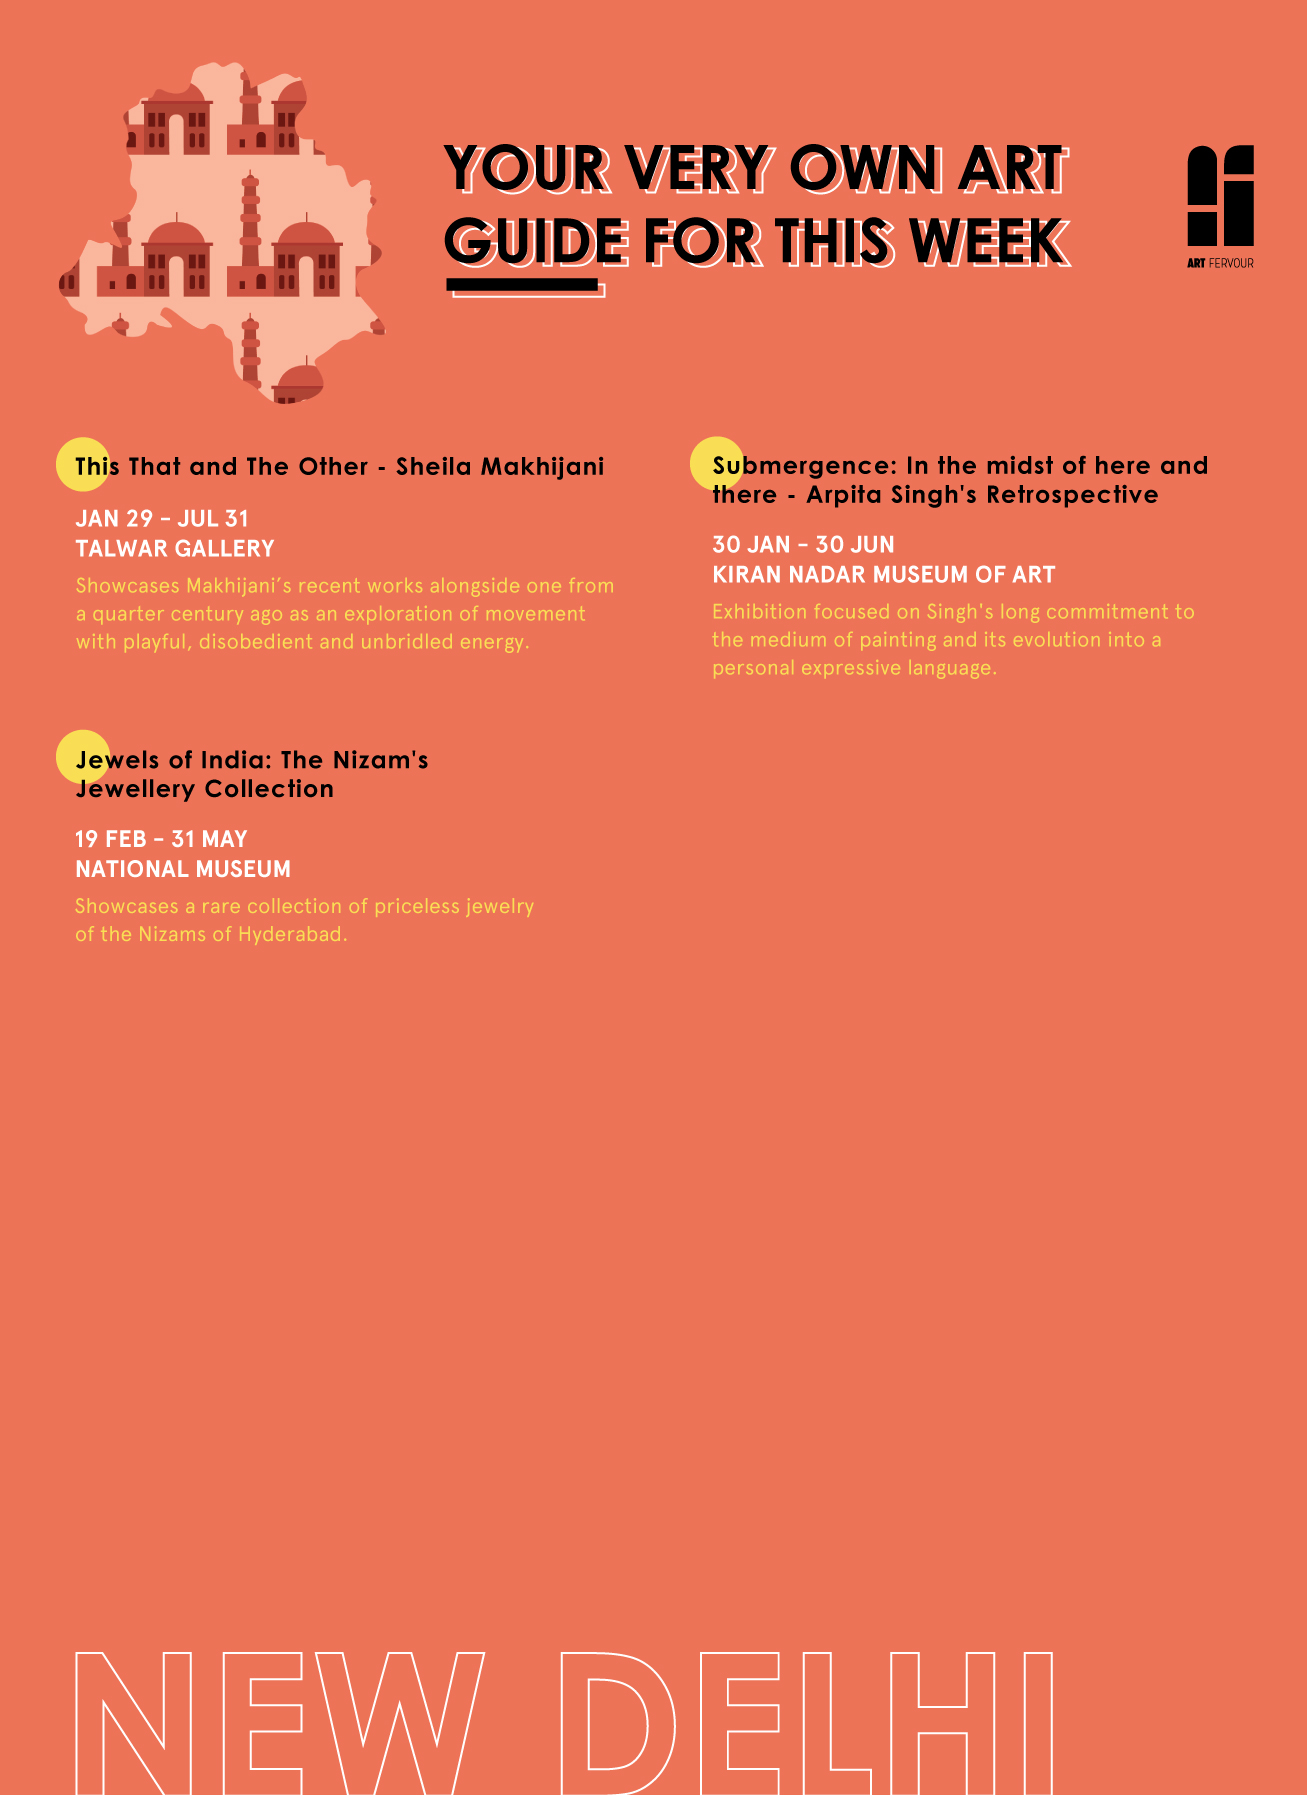 YOUR VERY OWN ART
GUIDE FOR THIS WEEK
ART FERVOUR
This That and The Other - Sheila Makhijani
JAN 29 – JUL 31
TALWAR GALLERY
Showcases Makhijani’s recent works alongside one from
a quarter century ago as an exploration of movement
with playful, disobedient and unbridled energy.
Submergence: In the midst of here and
there - Arpita Singh's Retrospective
30 JAN – 30 JUN
KIRAN NADAR MUSEUM OF ART
Exhibition focused on Singh's long commitment to
the medium of painting and its evolution into a
personal expressive language.
Jewels of India: The Nizam's
Jewellery Collection
19 FEB – 31 MAY
NATIONAL MUSEUM
Showcases a rare collection of priceless jewelry
of the Nizams of Hyderabad.
NEW DELHI